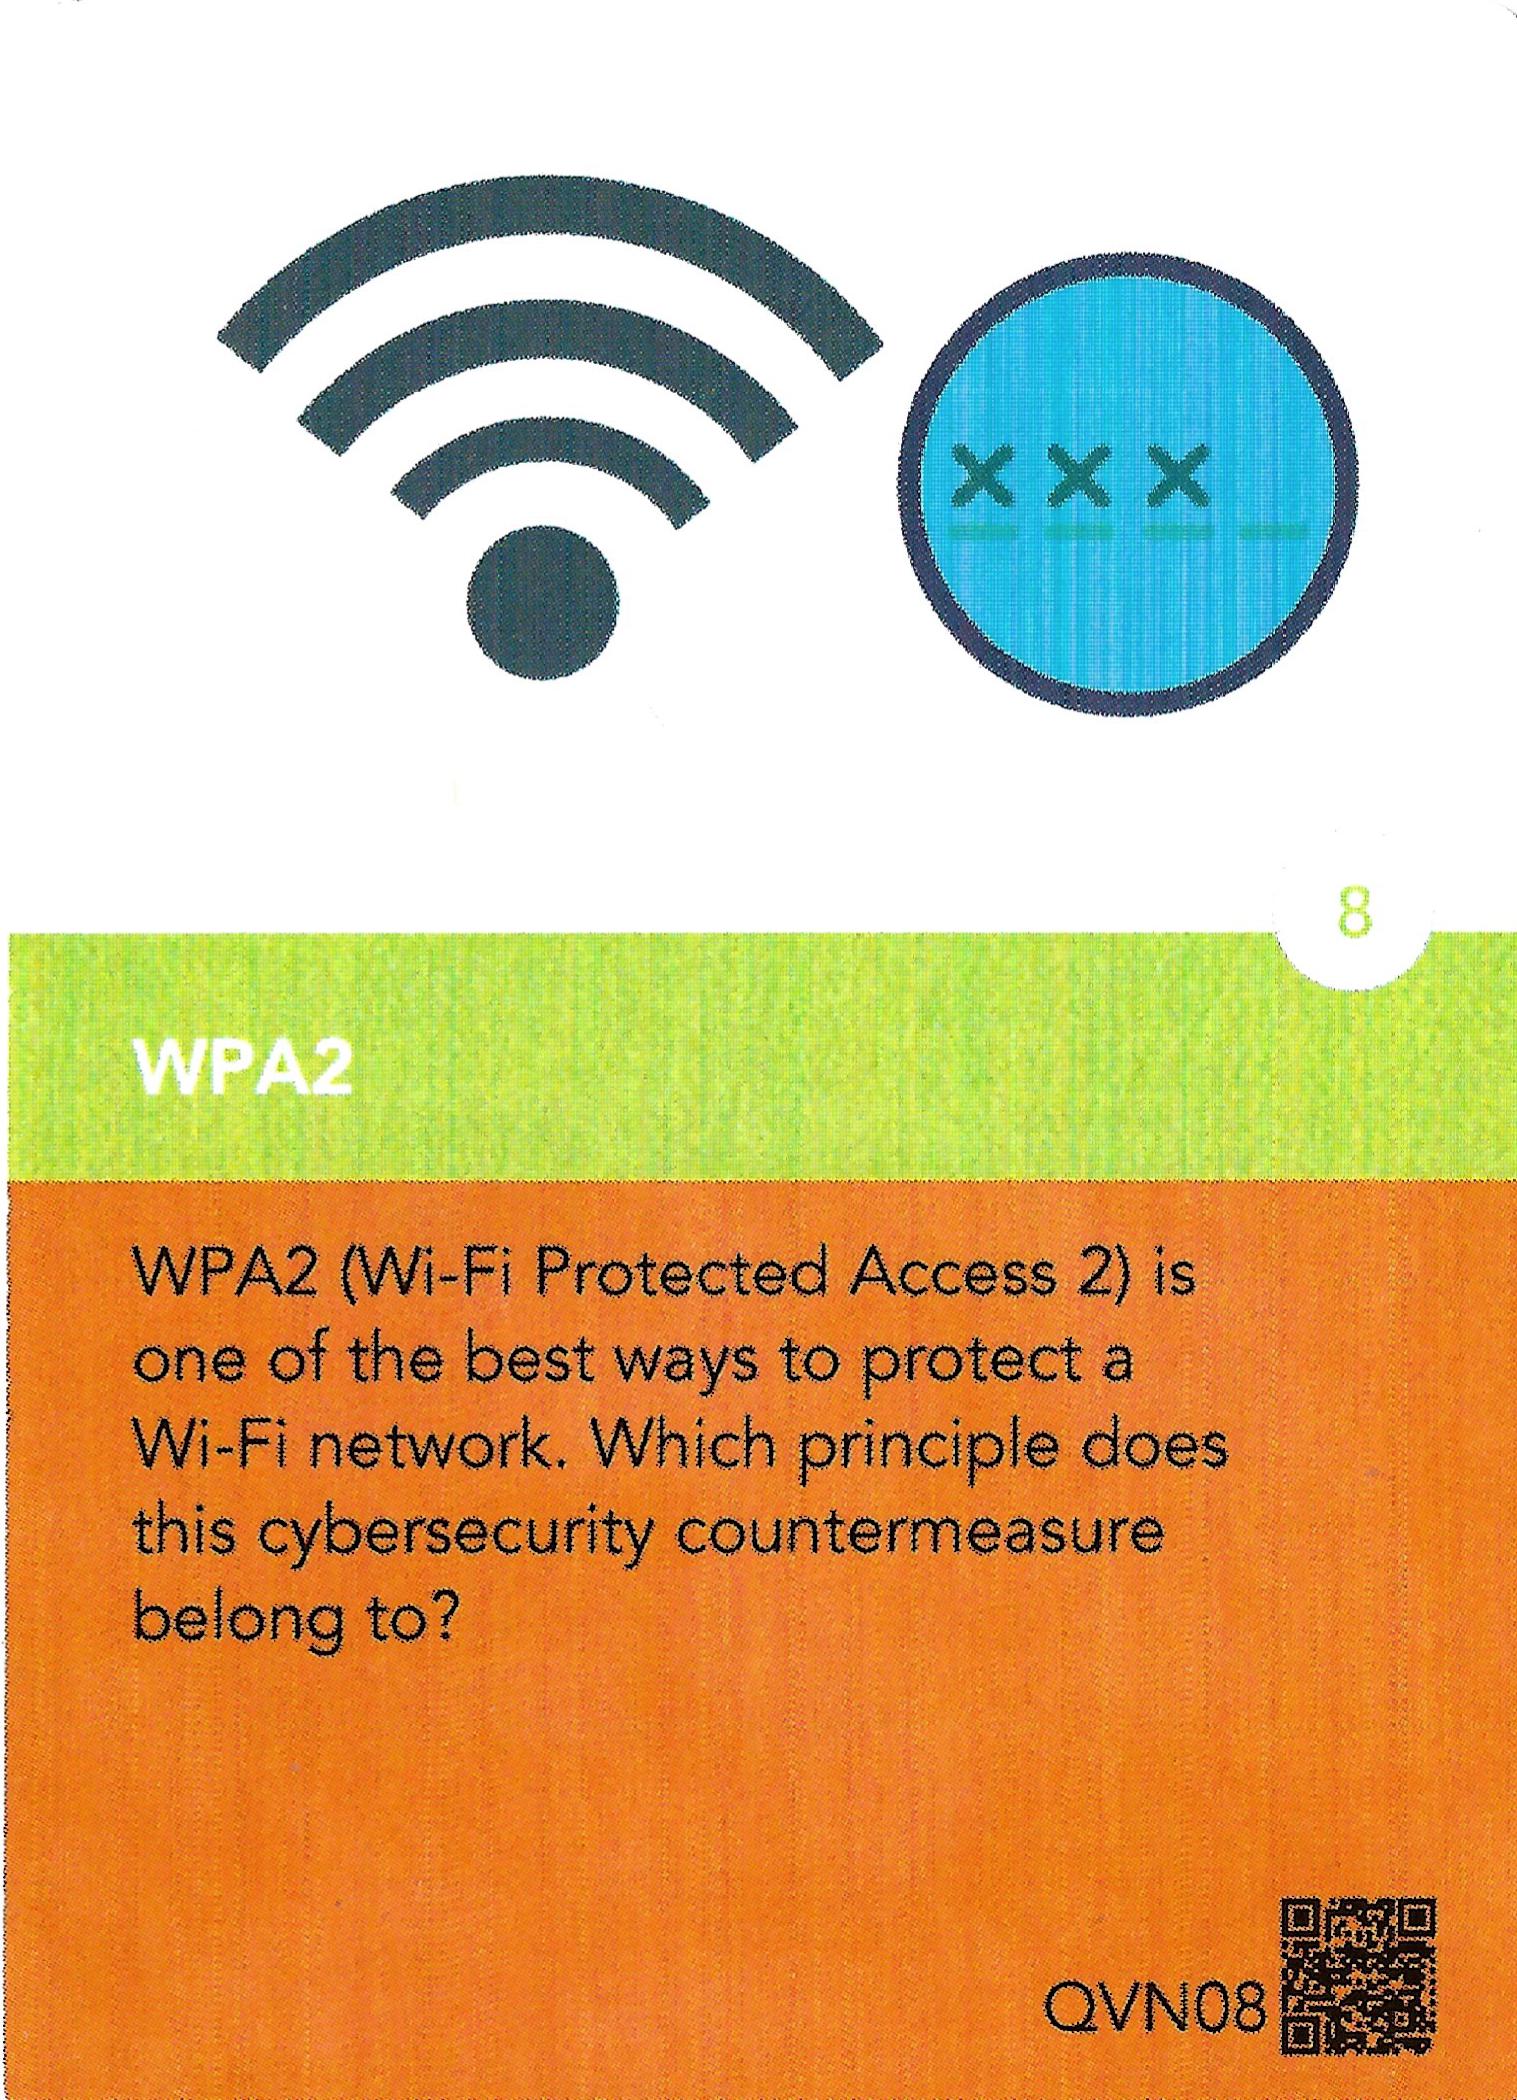 x x x _
8
WPA2
WPA2 (Wi-Fi Protected Access 2) is
one of the best ways to protect a
Wi-Fi network. Which principle does
this cybersecurity countermeasure
belong to?
QVN08